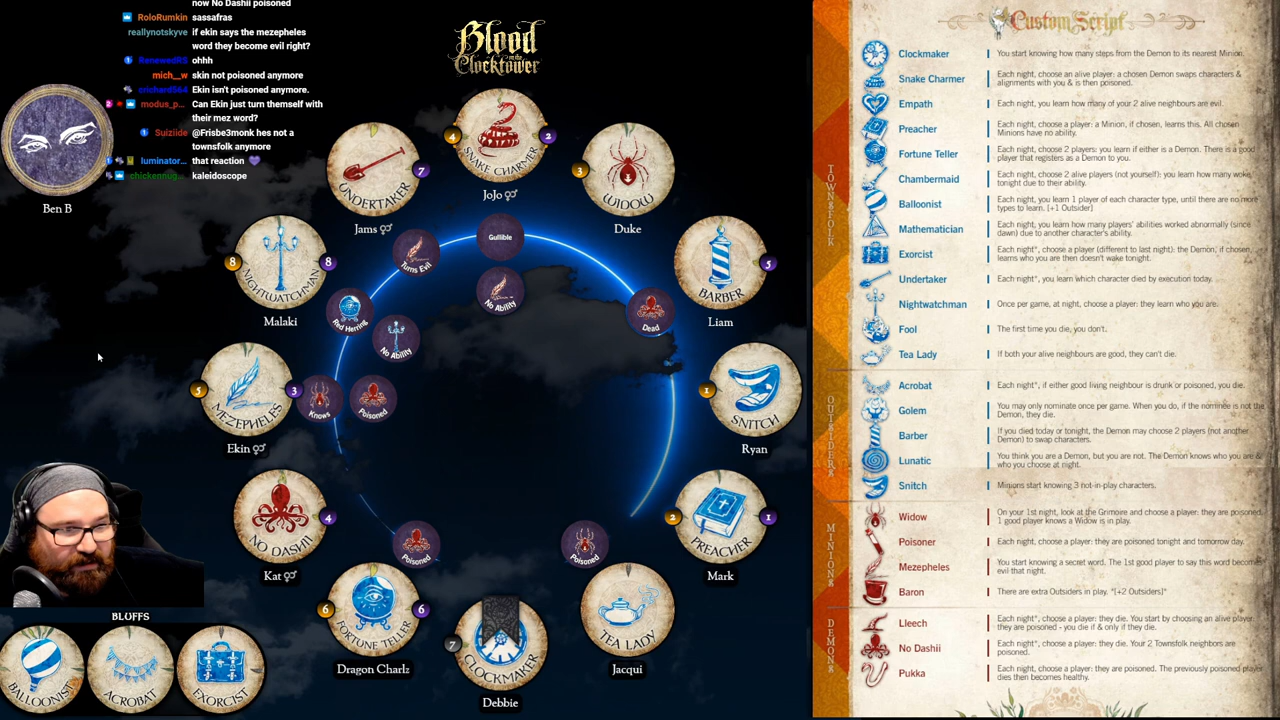 now No Dashii poisoned
RoloRumkin sassafras
reallynotskyve if ekin says the mezepheles
word they become evil right?
RenewedRS ohhh
mich__w skin not poisoned anymore
crichard564 Ekin isn't poisoned anymore.
modus_p... Can Ekin just turn themself with
their mez word?
Suiziide @Frisbe3monk hes not a
townsfolk anymore
luminator... that reaction
chickennug... kaleidoscope
Ben B
Blood
on the
Clocktower
UNDERTAKER
7
Jams
4
SNAKE CHARMER
2
JoJo
3
WIDOW
Duke
8
NIGHTWATCHMAN
8
Malaki
BARBER
5
Liam
Turns Evil
Gullible
No Ability
Red Herring
No Ability
Dead
5
MEZEPHELES
3
Ekin
Knows
Poisoned
1
SNITCH
Ryan
NO DASHII
4
Kat
2
PREACHER
1
Mark
Poisoned
Poisoned
6
FORTUNE TELLER
6
Dragon Charlz
7
CLOCKMAKER
Debbie
TEA LADY
Jacqui
BLUFFS
BALLOONIST
ACROBAT
EXORCIST
Custom Script
TOWNSFOLK
Clockmaker You start knowing how many steps from the Demon to its nearest Minion.
Snake Charmer Each night, choose an alive player: a chosen Demon swaps characters &
alignments with you & is then poisoned.
Empath Each night, you learn how many of your 2 alive neighbours are evil.
Preacher Each night, choose a player: a Minion, if chosen, learns this. All chosen
Minions have no ability.
Fortune Teller Each night, choose 2 players: you learn if either is a Demon. There is a good
player that registers as a Demon to you.
Chambermaid Each night, choose 2 alive players (not yourself): you learn how many woke
tonight due to their ability.
Balloonist Each night, you learn 1 player of each character type, until there are no more
types to learn. [+1 Outsider]
Mathematician Each night, you learn how many players' abilities worked abnormally (since
dawn) due to another character's ability.
Exorcist Each night*, choose a player (different to last night): the Demon, if chosen,
learns who you are then doesn't wake tonight.
Undertaker Each night*, you learn which character died by execution today.
Nightwatchman Once per game, at night, choose a player: they learn who you are.
Fool The first time you die, you don't.
Tea Lady If both your alive neighbours are good, they can't die.
OUTSIDERS
Acrobat Each night*, if either good living neighbour is drunk or poisoned, you die.
Golem You may only nominate once per game. When you do, if the nominee is not the
Demon, they die.
Barber If you died today or tonight, the Demon may choose 2 players (not another
Demon) to swap characters.
Lunatic You think you are a Demon, but you are not. The Demon knows who you are &
who you choose at night.
Snitch Minions start knowing 3 not-in-play characters.
MINIONS
Widow On your 1st night, look at the Grimoire and choose a player: they are poisoned.
1 good player knows a Widow is in play.
Poisoner Each night, choose a player: they are poisoned tonight and tomorrow day.
Mezepheles You start knowing a secret word. The 1st good player to say this word becomes
evil that night.
Baron There are extra Outsiders in play. *[+2 Outsiders]*
DEMONS
Lleech Each night*, choose a player: they die. You start by choosing an alive player:
they are poisoned - you die if & only if they die.
No Dashii Each night*, choose a player: they die. Your 2 Townsfolk neighbors are
poisoned.
Pukka Each night, choose a player: they are poisoned. The previously poisoned player
dies then becomes healthy.